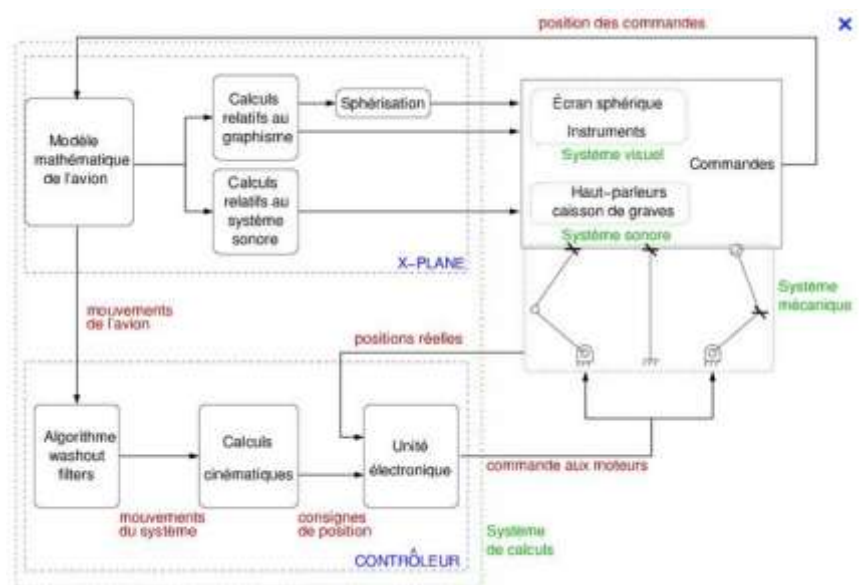 position des commandes
Modèle
mathématique
de l'avion
Calculs
relatifs au
graphisme
Sphérisation
Calculs
relatifs au
système
sonore
X-PLANE
Écran sphérique
Instruments
Système visuel
Commandes
Haut-parleurs
caisson de graves
Système sonore
Système
mécanique
mouvements
de l'avion
positions réelles
Algorithme
washout
filters
Calculs
cinématiques
Unité
électronique
commande aux moteurs
mouvements
du système
consignes
de position
CONTRÔLEUR
Système
de calculs